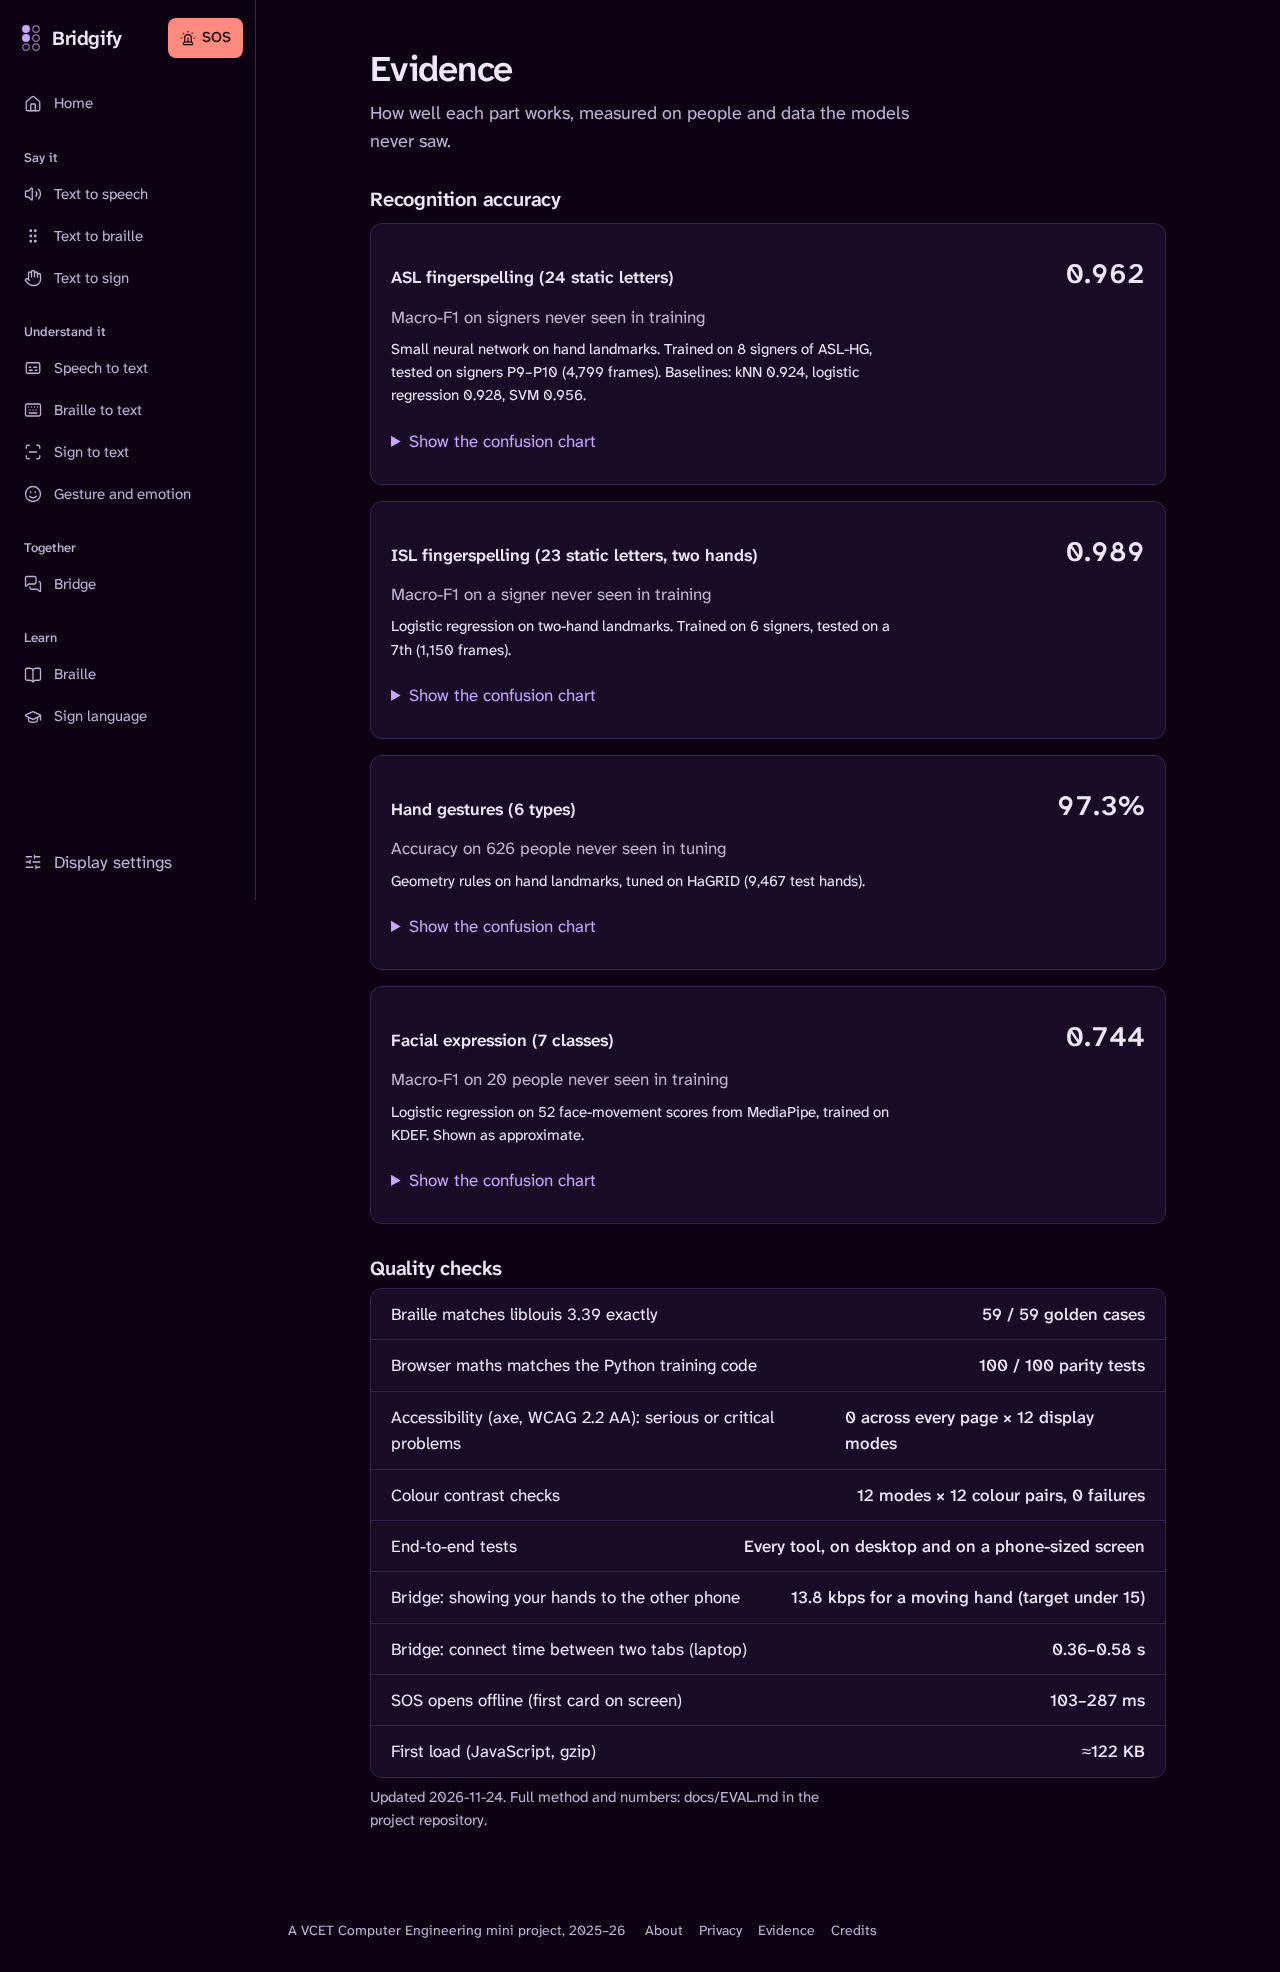 Bridgify
SOS
Home
Say it
Text to speech
Text to braille
Text to sign
Understand it
Speech to text
Braille to text
Sign to text
Gesture and emotion
Together
Bridge
Learn
Braille
Sign language
Display settings
Evidence
How well each part works, measured on people and data the models
never saw.
Recognition accuracy
ASL fingerspelling (24 static letters)
0.962
Macro-F1 on signers never seen in training
Small neural network on hand landmarks. Trained on 8 signers of ASL-HG,
tested on signers P9–P10 (4,799 frames). Baselines: kNN 0.924, logistic
regression 0.928, SVM 0.956.
Show the confusion chart
ISL fingerspelling (23 static letters, two hands)
0.989
Macro-F1 on a signer never seen in training
Logistic regression on two-hand landmarks. Trained on 6 signers, tested on a
7th (1,150 frames).
Show the confusion chart
Hand gestures (6 types)
97.3%
Accuracy on 626 people never seen in tuning
Geometry rules on hand landmarks, tuned on HaGRID (9,467 test hands).
Show the confusion chart
Facial expression (7 classes)
0.744
Macro-F1 on 20 people never seen in training
Logistic regression on 52 face-movement scores from MediaPipe, trained on
KDEF. Shown as approximate.
Show the confusion chart
Quality checks
Braille matches liblouis 3.39 exactly
59 / 59 golden cases
Browser maths matches the Python training code
100 / 100 parity tests
Accessibility (axe, WCAG 2.2 AA): serious or critical
problems
0 across every page × 12 display
modes
Colour contrast checks
12 modes × 12 colour pairs, 0 failures
End-to-end tests
Every tool, on desktop and on a phone-sized screen
Bridge: showing your hands to the other phone
13.8 kbps for a moving hand (target under 15)
Bridge: connect time between two tabs (laptop)
0.36–0.58 s
SOS opens offline (first card on screen)
103–287 ms
First load (JavaScript, gzip)
≈122 KB
Updated 2026-11-24. Full method and numbers: docs/EVAL.md in the
project repository.
A VCET Computer Engineering mini project, 2025–26 About Privacy Evidence Credits